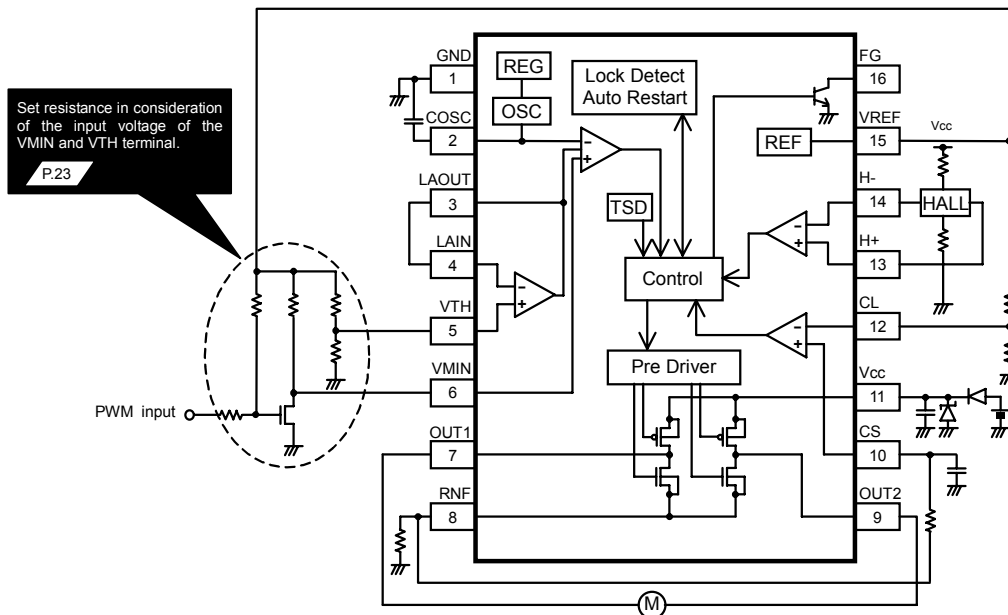 Set resistance in consideration
of the input voltage of the
VMIN and VTH terminal.
P.23
PWM input
GND
1
COSC
2
LAOUT
3
LAIN
4
VTH
5
VMIN
6
OUT1
7
RNF
8
REG
OSC
Lock Detect
Auto Restart
TSD
Control
Pre Driver
REF
−
+
−
+
−
+
−
+
FG
16
VREF
15
H-
14
H+
13
CL
12
Vcc
11
CS
10
OUT2
9
Vcc
HALL
M